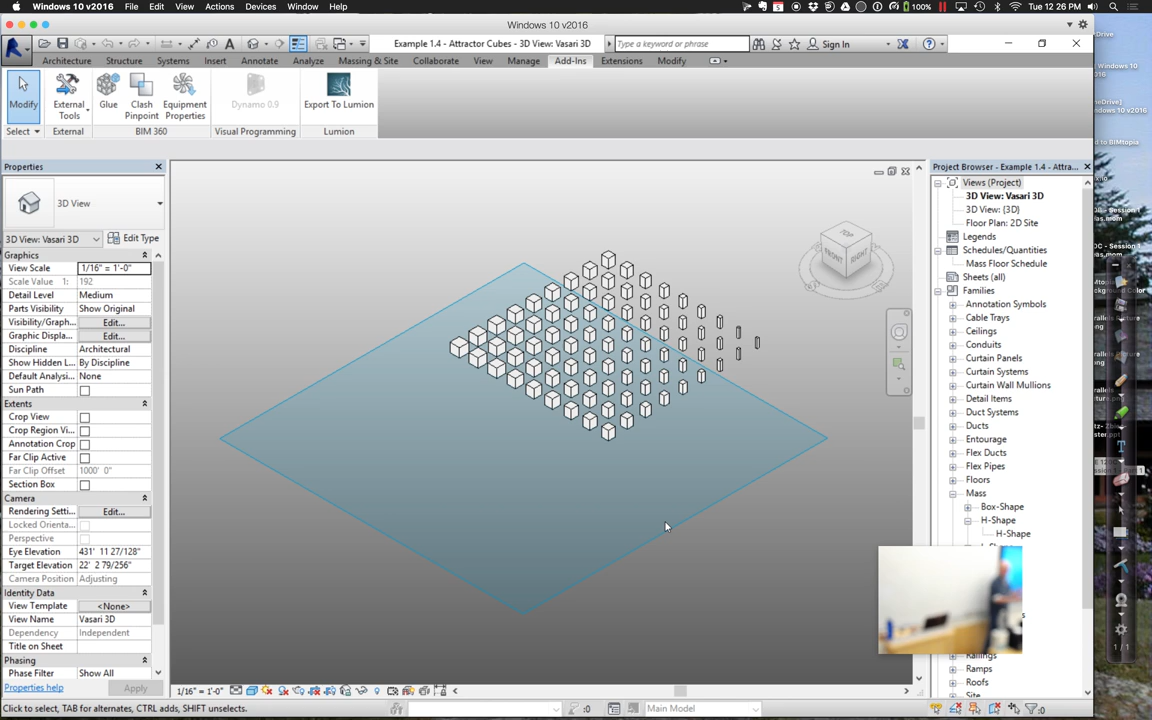 Windows 10 v2016 File Edit View Actions Devices Window Help 100% Tue 12:26 PM
Windows 10 v2016
Example 1.4 - Attractor Cubes - 3D View: Vasari 3D Type a keyword or phrase Sign In
Architecture Structure Systems Insert Annotate Analyze Massing & Site Collaborate View Manage Add-Ins Extensions Modify
Modify External Tools Glue Clash Pinpoint Equipment Properties Dynamo 0.9 Export To Lumion
Select External BIM 360 Visual Programming Lumion
Properties
3D View
3D View: Vasari 3D Edit Type
Graphics
View Scale 1/16" = 1'-0"
Scale Value 1: 192
Detail Level Medium
Parts Visibility Show Original
Visibility/Graph... Edit...
Graphic Displa... Edit...
Discipline Architectural
Show Hidden L... By Discipline
Default Analysi... None
Sun Path
Extents
Crop View
Crop Region Vi...
Annotation Crop
Far Clip Active
Far Clip Offset 1000' 0"
Section Box
Camera
Rendering Setti... Edit...
Locked Orienta...
Perspective
Eye Elevation 431' 11 27/128"
Target Elevation 22' 2 79/256"
Camera Position Adjusting
Identity Data
View Template <None>
View Name Vasari 3D
Dependency Independent
Title on Sheet
Phasing
Phase Filter Show All
Properties help Apply
TOP
FRONT
RIGHT
Project Browser - Example 1.4 - Attra...
Views (Project)
3D View: Vasari 3D
3D View: {3D}
Floor Plan: 2D Site
Legends
Schedules/Quantities
Mass Floor Schedule
Sheets (all)
Families
Annotation Symbols
Cable Trays
Ceilings
Conduits
Curtain Panels
Curtain Systems
Curtain Wall Mullions
Detail Items
Duct Systems
Ducts
Entourage
Flex Ducts
Flex Pipes
Floors
Mass
Box-Shape
H-Shape
H-Shape
Railings
Ramps
Roofs
Site
1 / 1
1/16" = 1'-0"
Click to select, TAB for alternates, CTRL adds, SHIFT unselects. :0 Main Model :0